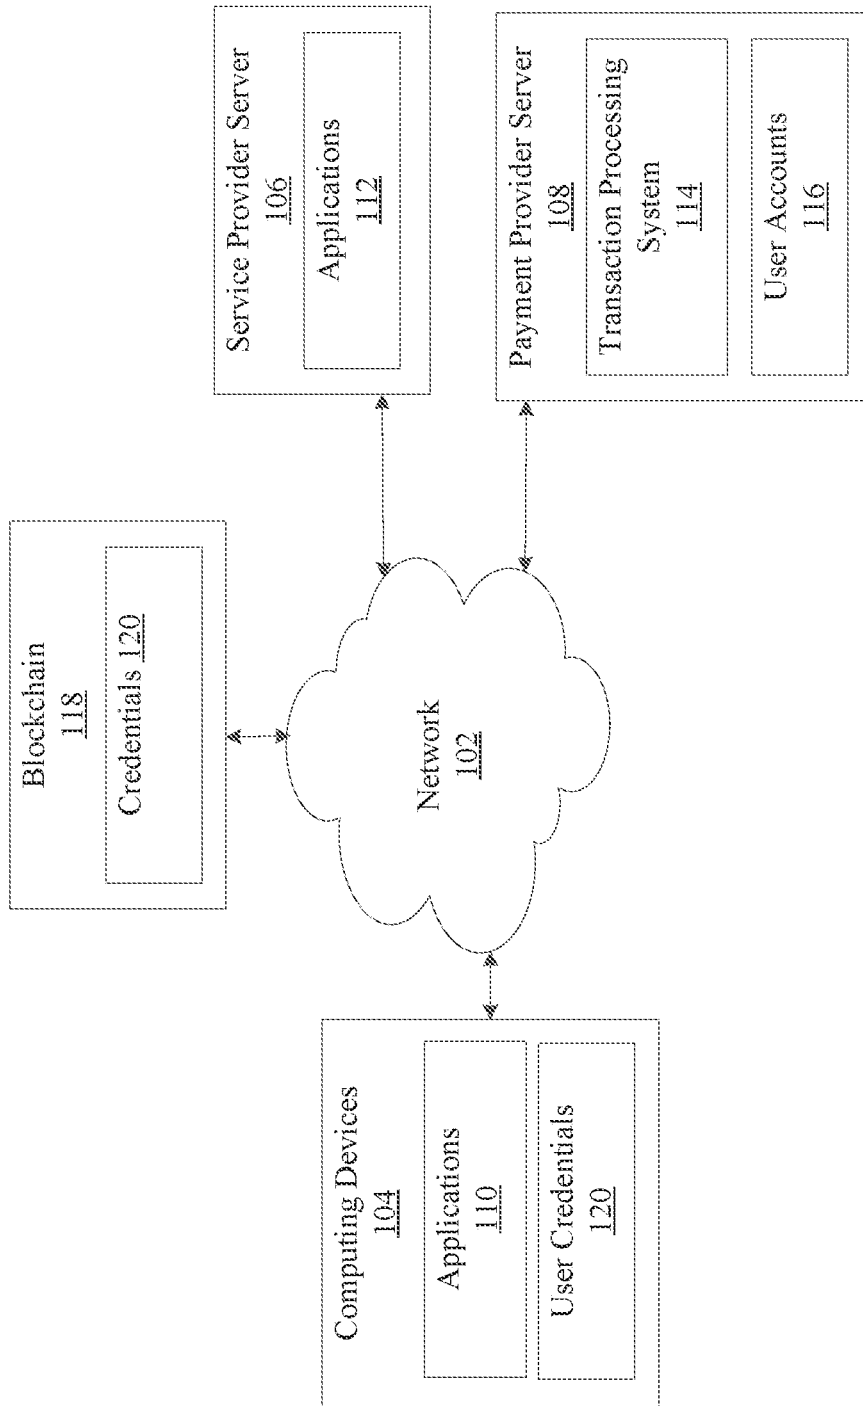 Blockchain
118
Credentials 120
Computing Devices
104
Applications
110
User Credentials
120
Network
102
Service Provider Server
106
Applications
112
Payment Provider Server
108
Transaction Processing
System
114
User Accounts
116